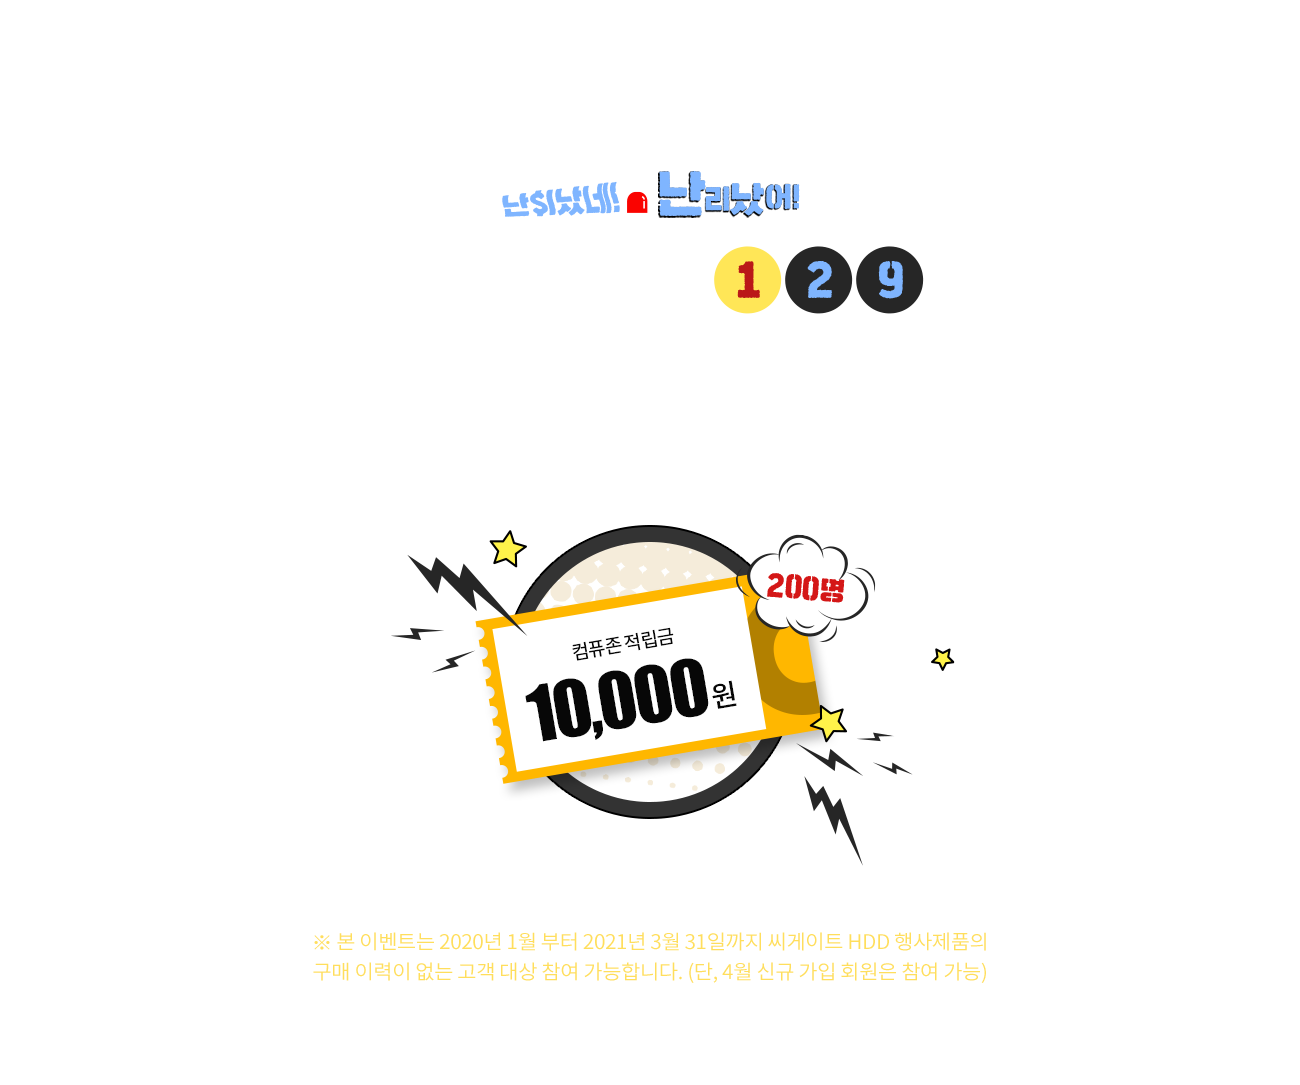 난S|났네! 난리났어!
1 2 9
200명
컴퓨존 적립금
10,000원
※ 본 이벤트는 2020년 1월 부터 2021년 3월 31일까지 씨게이트 HDD 행사제품의
구매 이력이 없는 고객 대상 참여 가능합니다. (단, 4월 신규 가입 회원은 참여 가능)